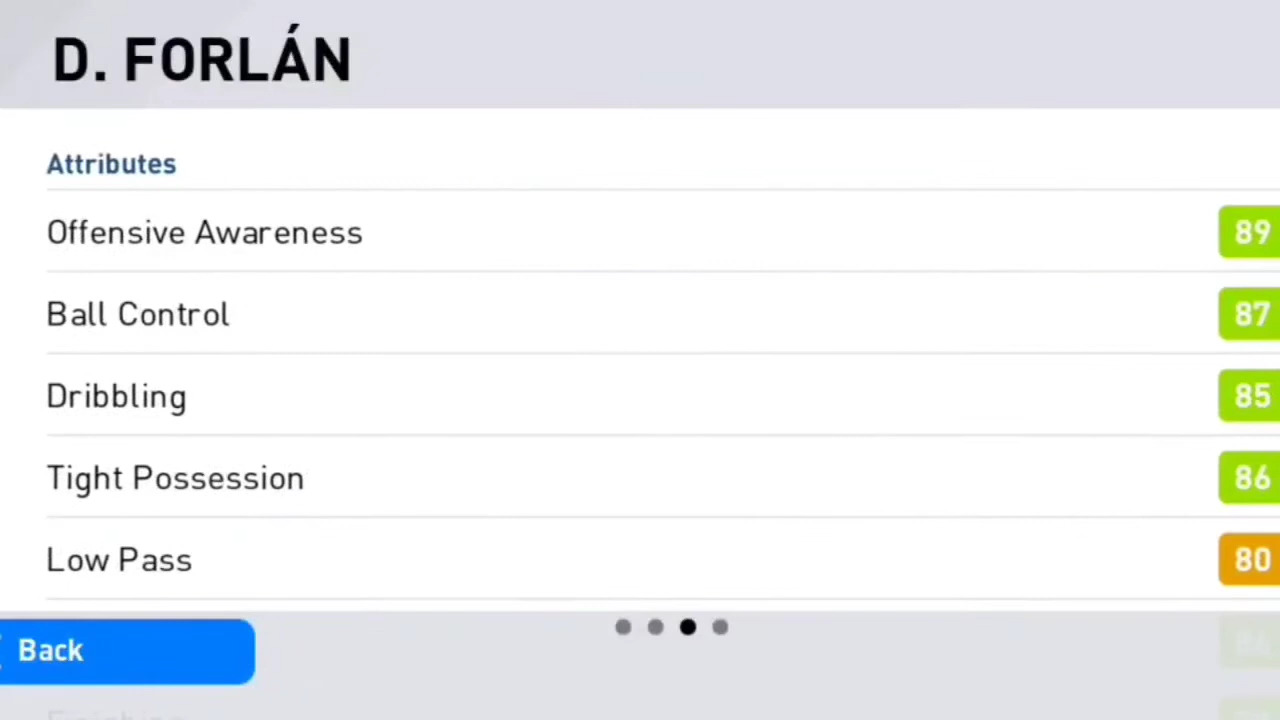 D. FORLÁN
Attributes
Offensive Awareness 89
Ball Control 87
Dribbling 85
Tight Possession 86
Low Pass 80
Back